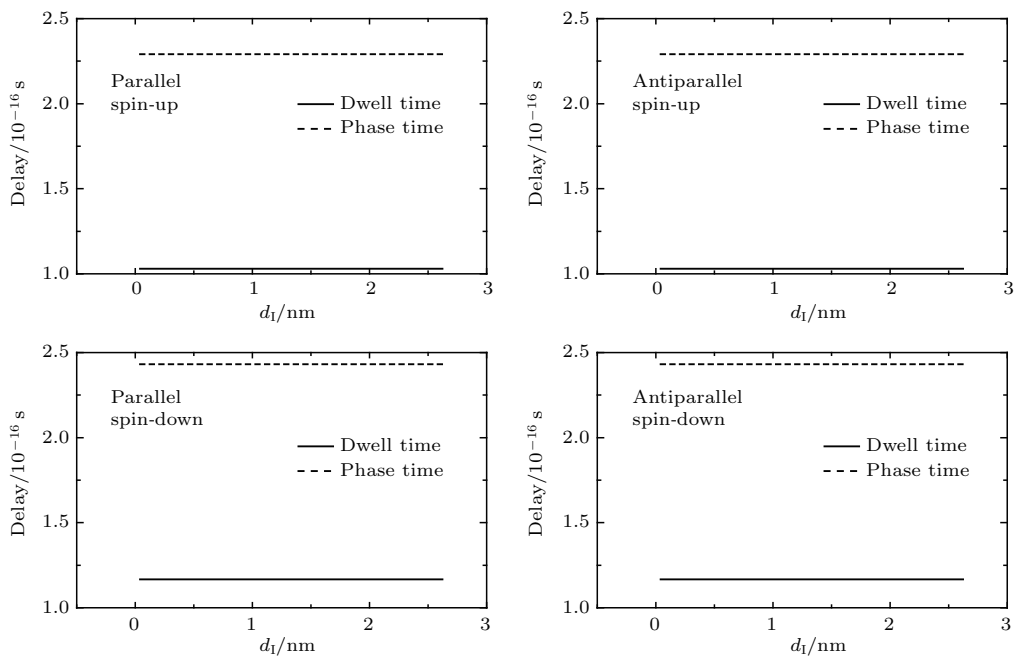 2.5
2.0
1.5
1.0
Delay/10⁻¹⁶ s
Parallel
spin-up
Dwell time
Phase time
0 1 2 3
d_I/nm
2.5
2.0
1.5
1.0
Delay/10⁻¹⁶ s
Antiparallel
spin-up
Dwell time
Phase time
0 1 2 3
d_I/nm
2.5
2.0
1.5
1.0
Delay/10⁻¹⁶ s
Parallel
spin-down
Dwell time
Phase time
0 1 2 3
d_I/nm
2.5
2.0
1.5
1.0
Delay/10⁻¹⁶ s
Antiparallel
spin-down
Dwell time
Phase time
0 1 2 3
d_I/nm